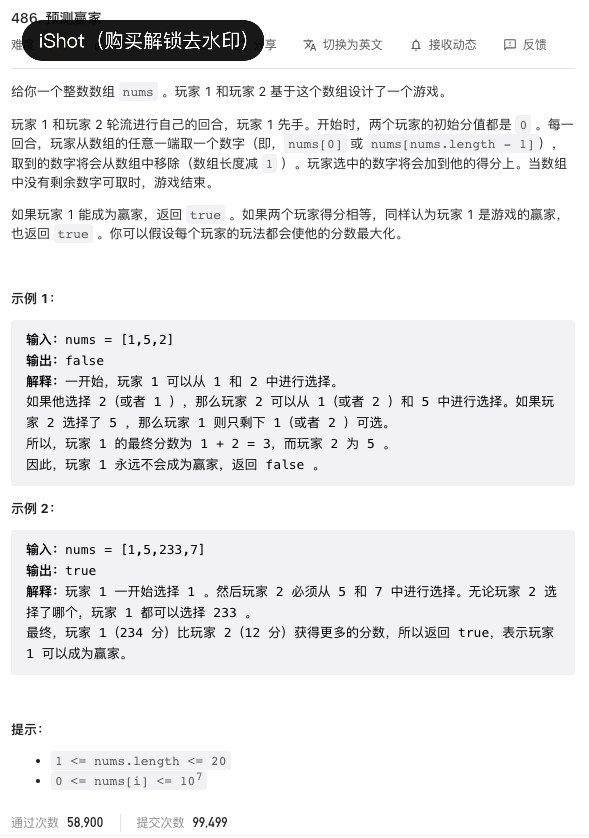 486. 预测赢家
iShot（购买解锁去水印）
难
享
切换为英文
接收动态
反馈
给你一个整数数组 nums 。玩家 1 和玩家 2 基于这个数组设计了一个游戏。
玩家 1 和玩家 2 轮流进行自己的回合，玩家 1 先手。开始时，两个玩家的初始分值都是 0 。每一
回合，玩家从数组的任意一端取一个数字（即，nums[0] 或 nums[nums.length - 1]），
取到的数字将会从数组中移除（数组长度减 1 ）。玩家选中的数字将会加到他的得分上。当数组
中没有剩余数字可取时，游戏结束。
如果玩家 1 能成为赢家，返回 true 。如果两个玩家得分相等，同样认为玩家 1 是游戏的赢家，
也返回 true 。你可以假设每个玩家的玩法都会使他的分数最大化。
示例 1：
输入：nums = [1,5,2]
输出：false
解释：一开始，玩家 1 可以从 1 和 2 中进行选择。
如果他选择 2（或者 1 ），那么玩家 2 可以从 1（或者 2 ）和 5 中进行选择。如果玩
家 2 选择了 5 ，那么玩家 1 则只剩下 1（或者 2 ）可选。
所以，玩家 1 的最终分数为 1 + 2 = 3，而玩家 2 为 5 。
因此，玩家 1 永远不会成为赢家，返回 false 。
示例 2：
输入：nums = [1,5,233,7]
输出：true
解释：玩家 1 一开始选择 1 。然后玩家 2 必须从 5 和 7 中进行选择。无论玩家 2 选
择了哪个，玩家 1 都可以选择 233 。
最终，玩家 1（234 分）比玩家 2（12 分）获得更多的分数，所以返回 true，表示玩家
1 可以成为赢家。
提示：
• 1 <= nums.length <= 20
• 0 <= nums[i] <= 10⁷
通过次数 58,900 提交次数 99,499